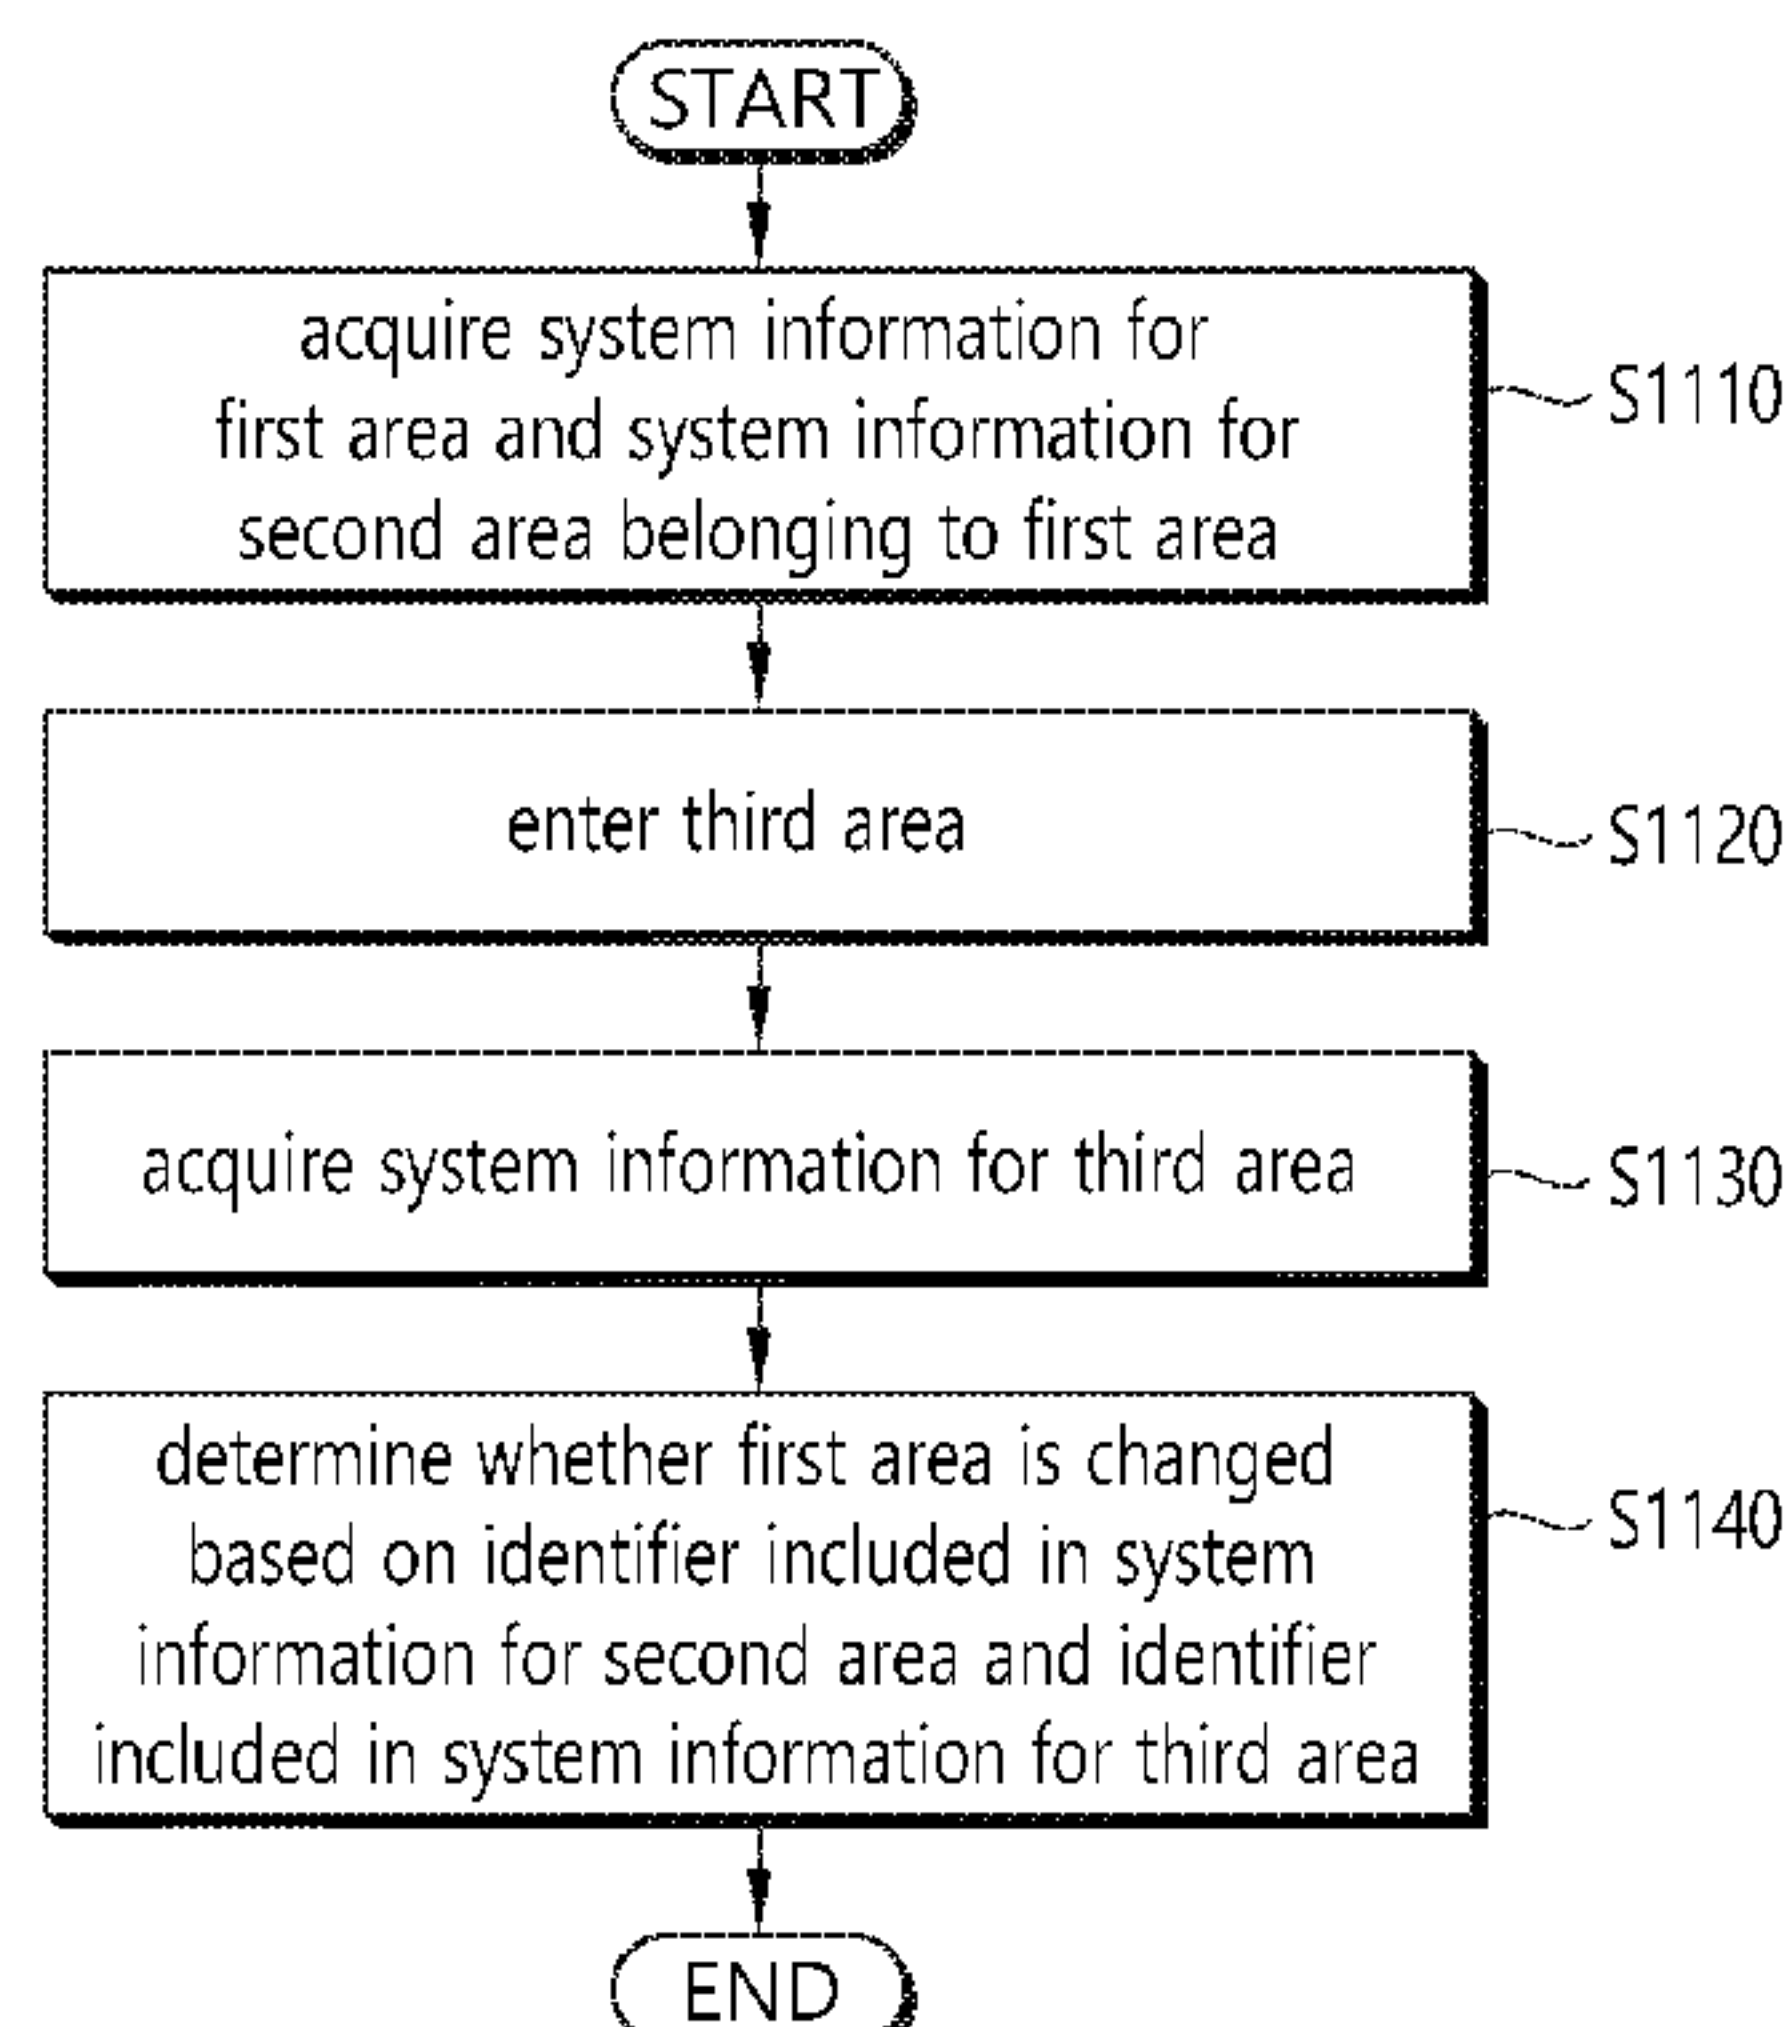 START
acquire system information for
first area and system information for
second area belonging to first area
S1110
enter third area
S1120
acquire system information for third area
S1130
determine whether first area is changed
based on identifier included in system
information for second area and identifier
included in system information for third area
S1140
END